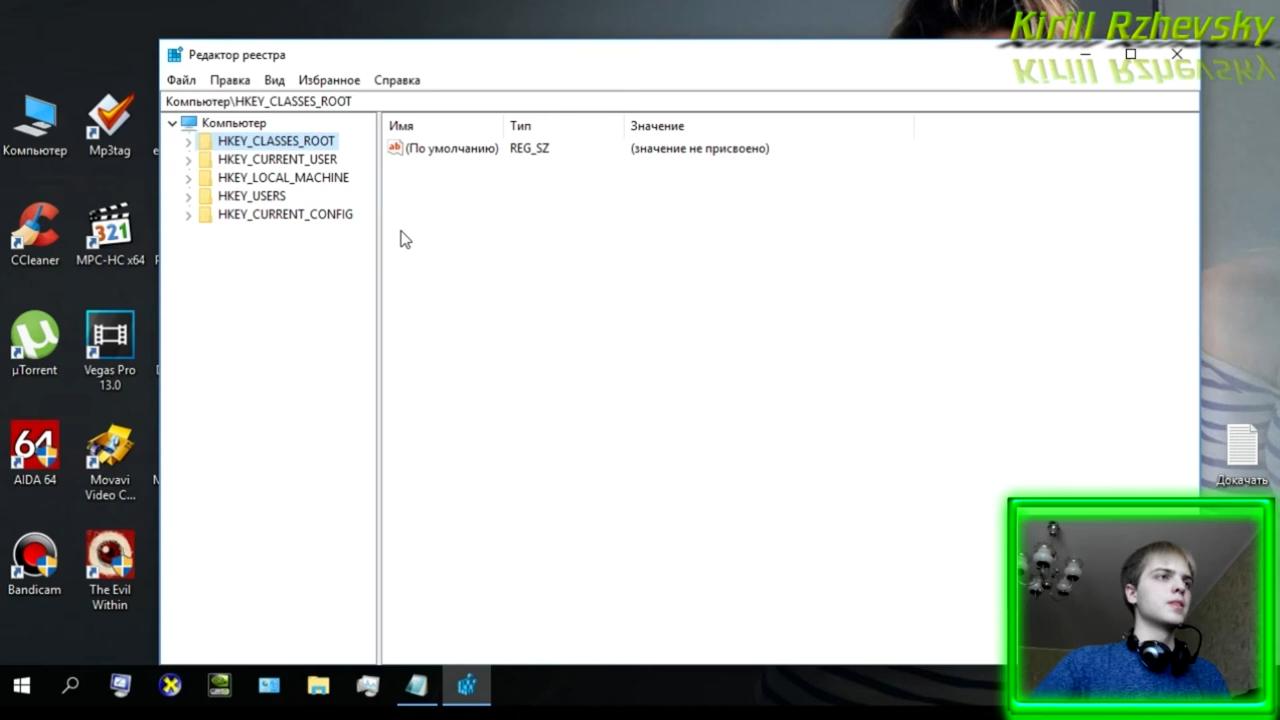 Kirill Rzhevsky
Редактор реестра
Файл Правка Вид Избранное Справка
Компьютер\HKEY_CLASSES_ROOT
Компьютер
HKEY_CLASSES_ROOT
HKEY_CURRENT_USER
HKEY_LOCAL_MACHINE
HKEY_USERS
HKEY_CURRENT_CONFIG
Имя Тип Значение
(По умолчанию) REG_SZ (значение не присвоено)
Компьютер
Mp3tag
CCleaner
MPC-HC x64
µTorrent
Vegas Pro
13.0
AIDA 64
Movavi
Video C...
Bandicam
The Evil
Within
Докачать